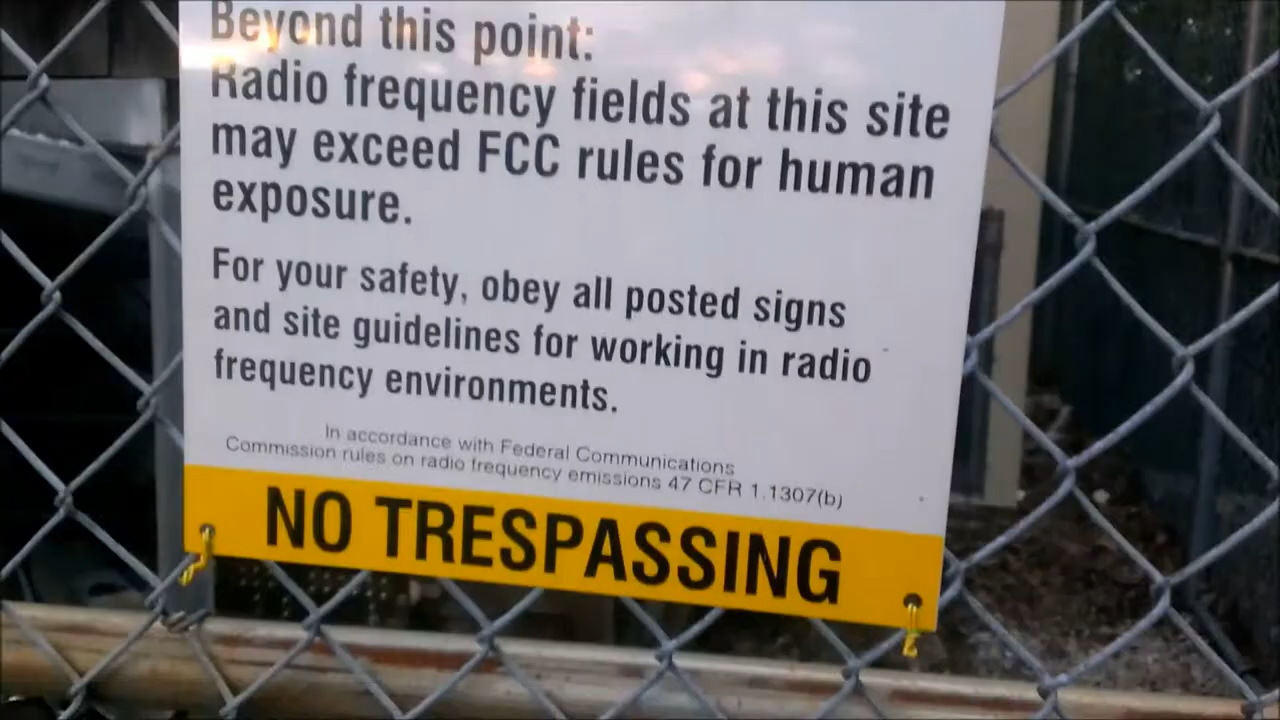 Beyond this point:
Radio frequency fields at this site
may exceed FCC rules for human
exposure.
For your safety, obey all posted signs
and site guidelines for working in radio
frequency environments.
In accordance with Federal Communications
Commission rules on radio frequency emissions 47 CFR 1.1307(b)
NO TRESPASSING